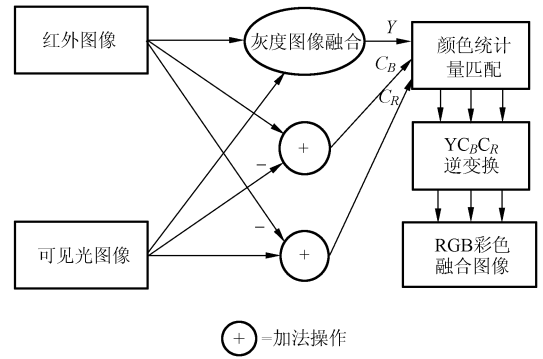 红外图像
灰度图像融合
Y
颜色统计
量匹配
C_B
C_R
+
−
YC_BC_R
逆变换
可见光图像
−
+
RGB彩色
融合图像
+ =加法操作